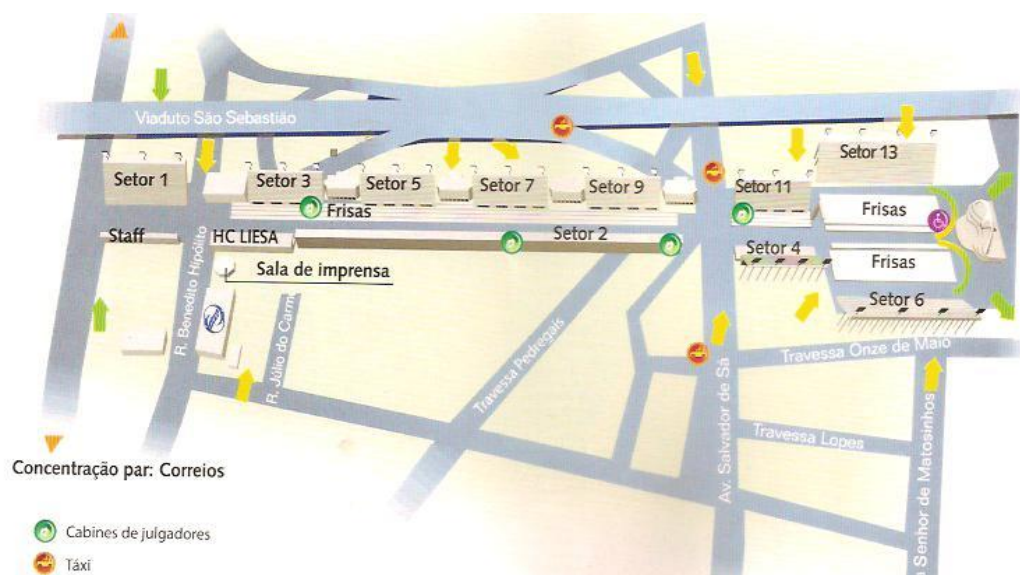 Viaduto São Sebastião
Setor 13
Setor 1
Setor 3
Setor 5
Setor 7
Setor 9
Setor 11
Frisas
Frisas
Staff
HC LIESA
Setor 2
Setor 4
Frisas
Sala de imprensa
Setor 6
R. Benedito Hipólito
R. Júlio do Carmo
Travessa Pedregais
Av. Salvador de Sá
Travessa Onze de Maio
Travessa Lopes
Senhor de Matosinhos
Concentração par: Correios
Cabines de julgadores
Táxi